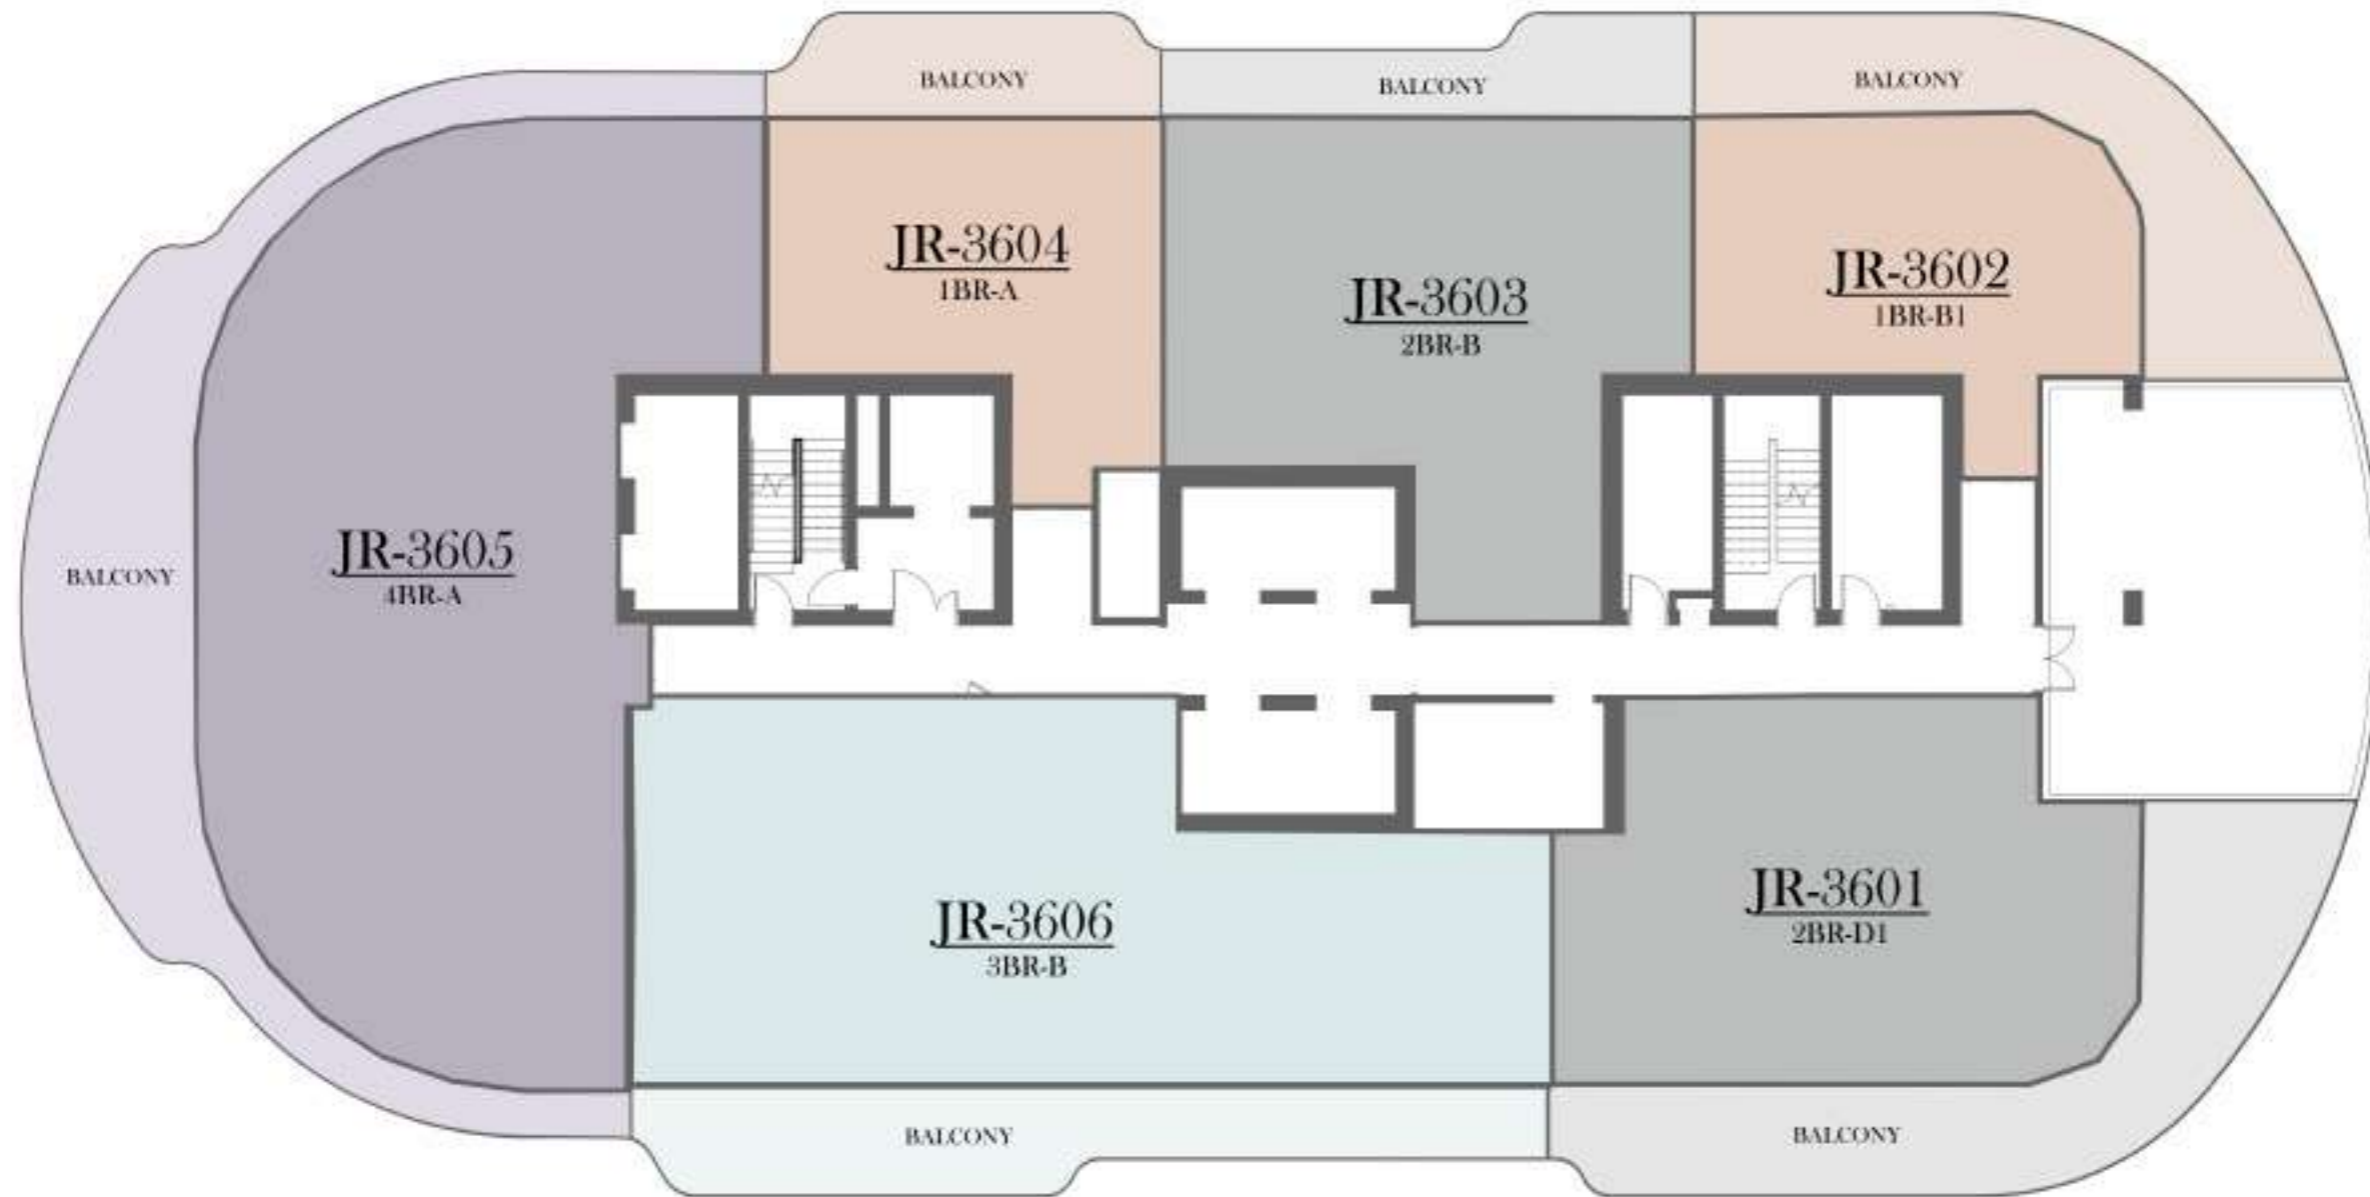 BALCONY
BALCONY
BALCONY
JR-3604
1BR-A
JR-3603
2BR-B
JR-3602
1BR-B1
JR-3605
4BR-A
BALCONY
JR-3606
3BR-B
JR-3601
2BR-D1
BALCONY
BALCONY